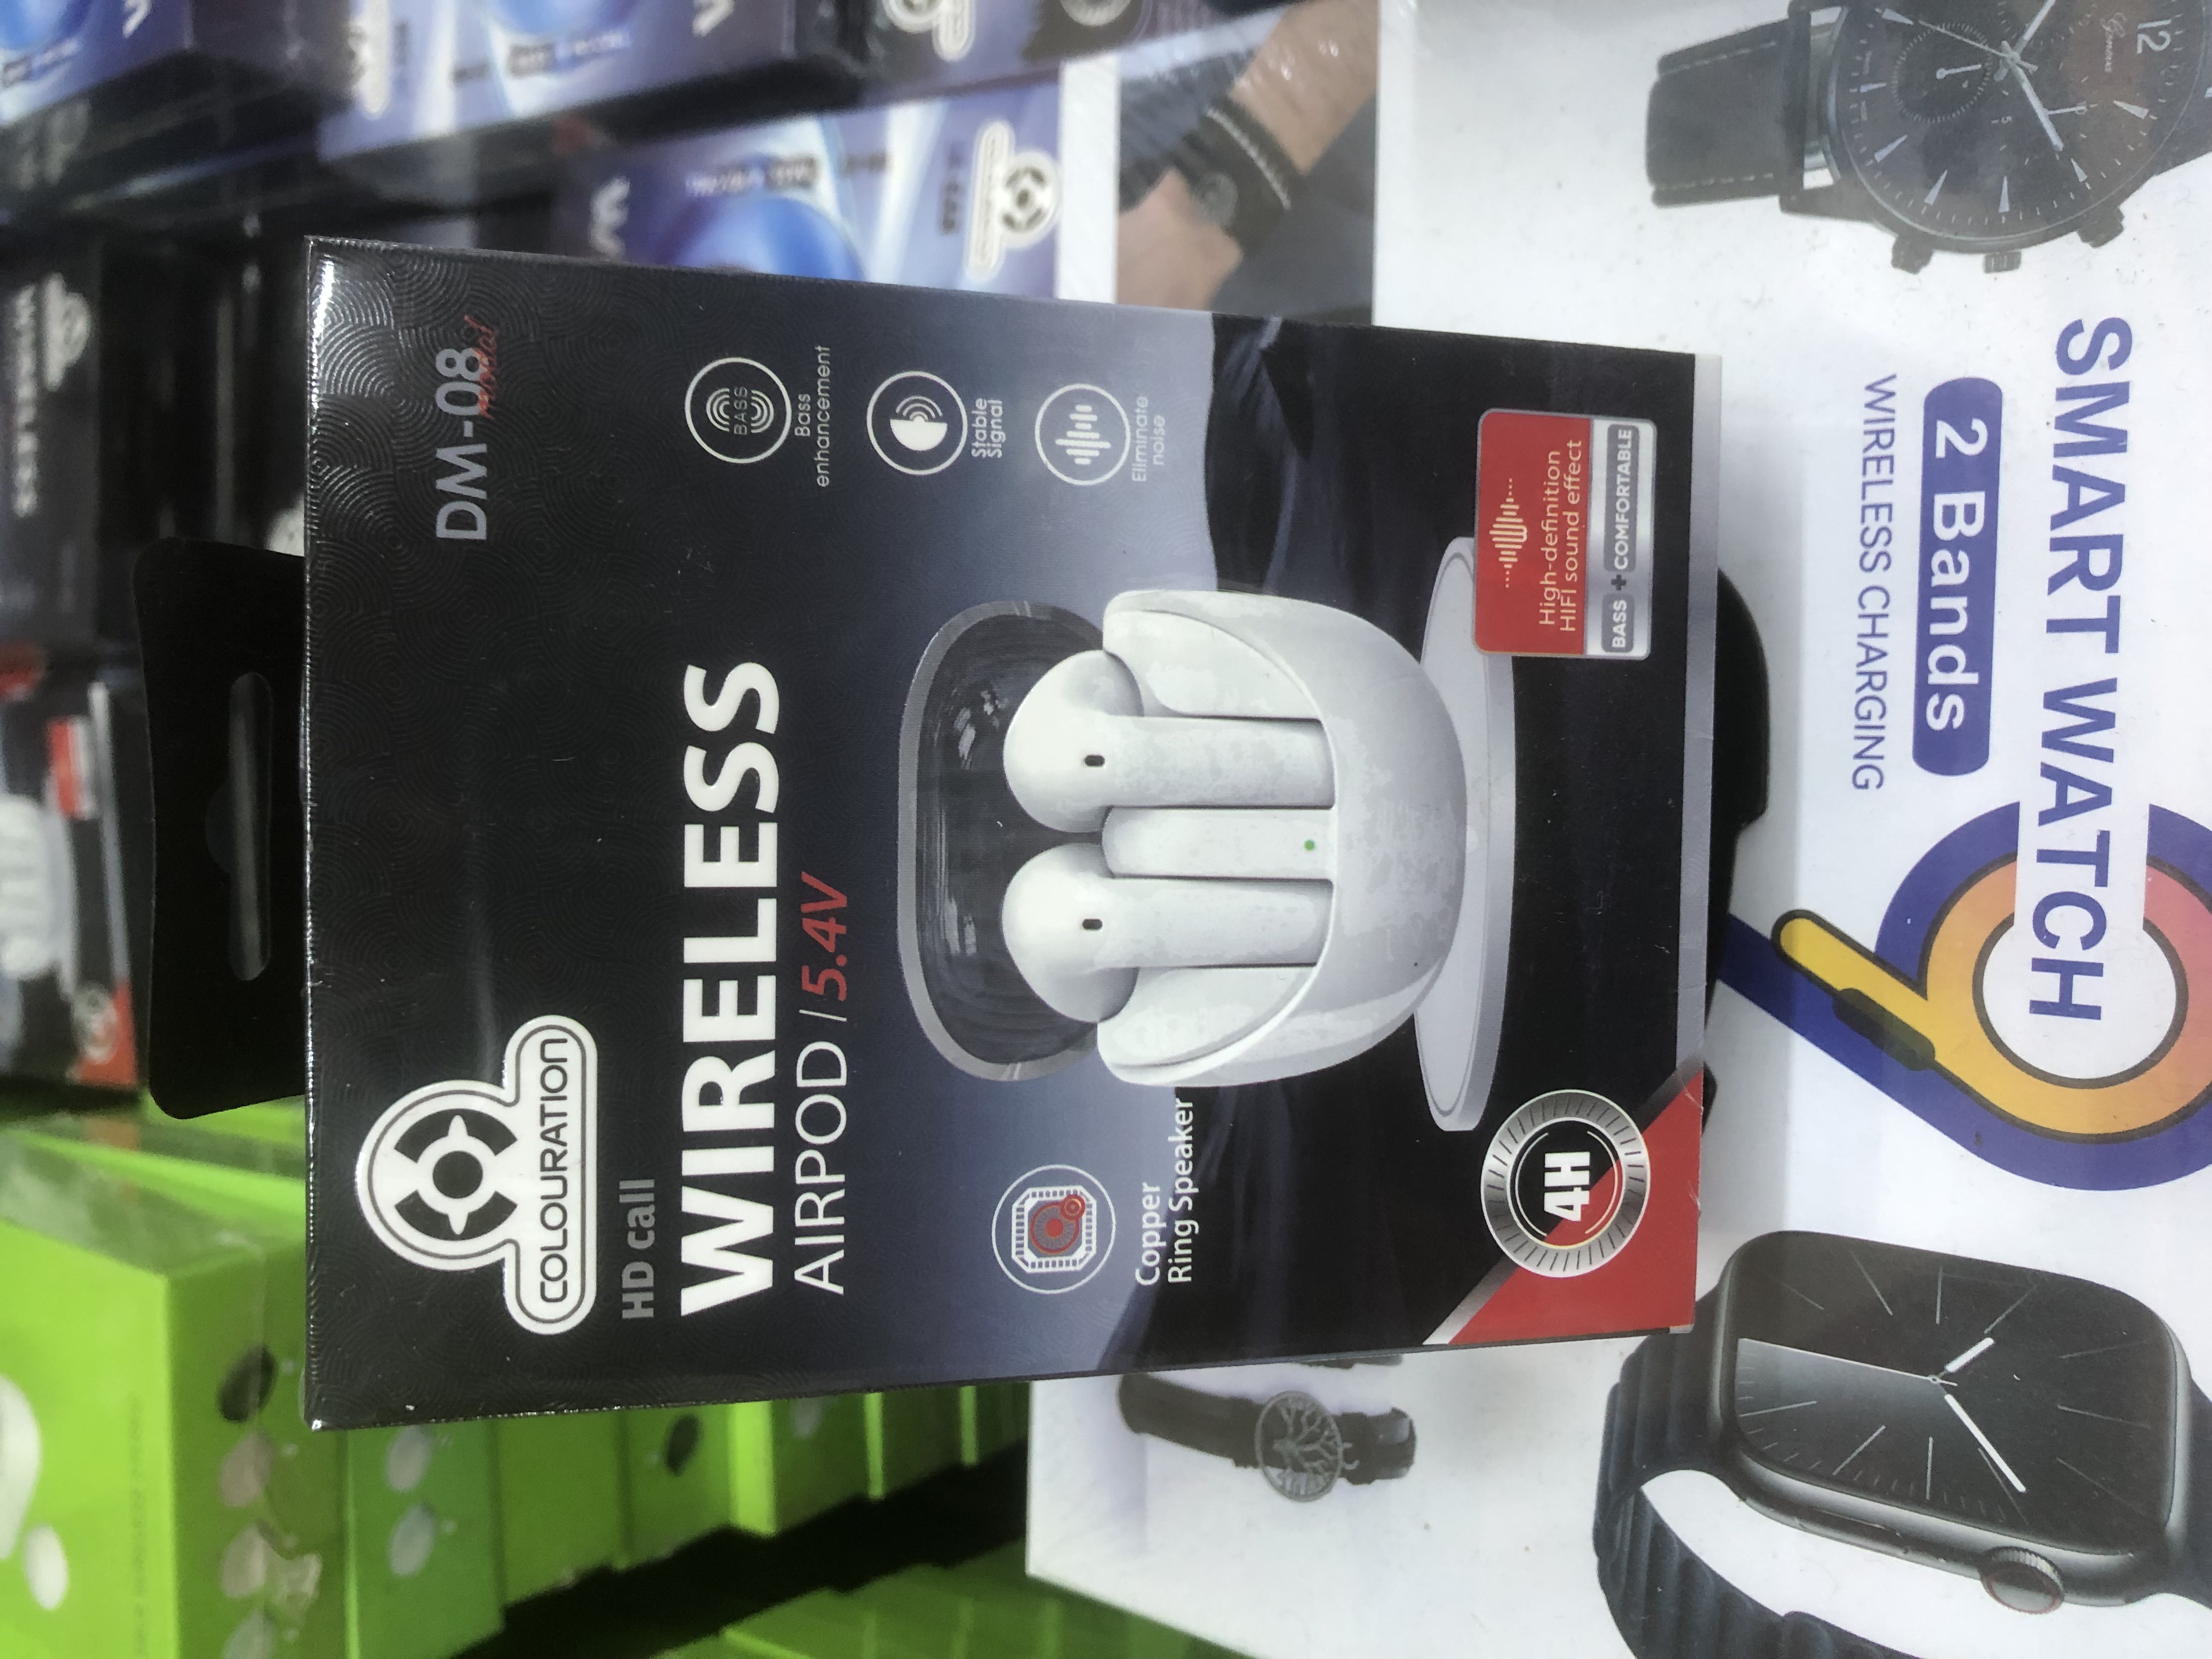 COLOURATION
DM-08
model
HD call
WIRELESS
AIRPOD / 5.4V
BASS
Bass
enhancement
Stable
Signal
Eliminate
noise
Copper
Ring Speaker
4H
High-definition
HIFI sound effect
BASS + COMFORTABLE
WIRELESS
SMART WATCH
2 Bands
WIRELESS CHARGING
12